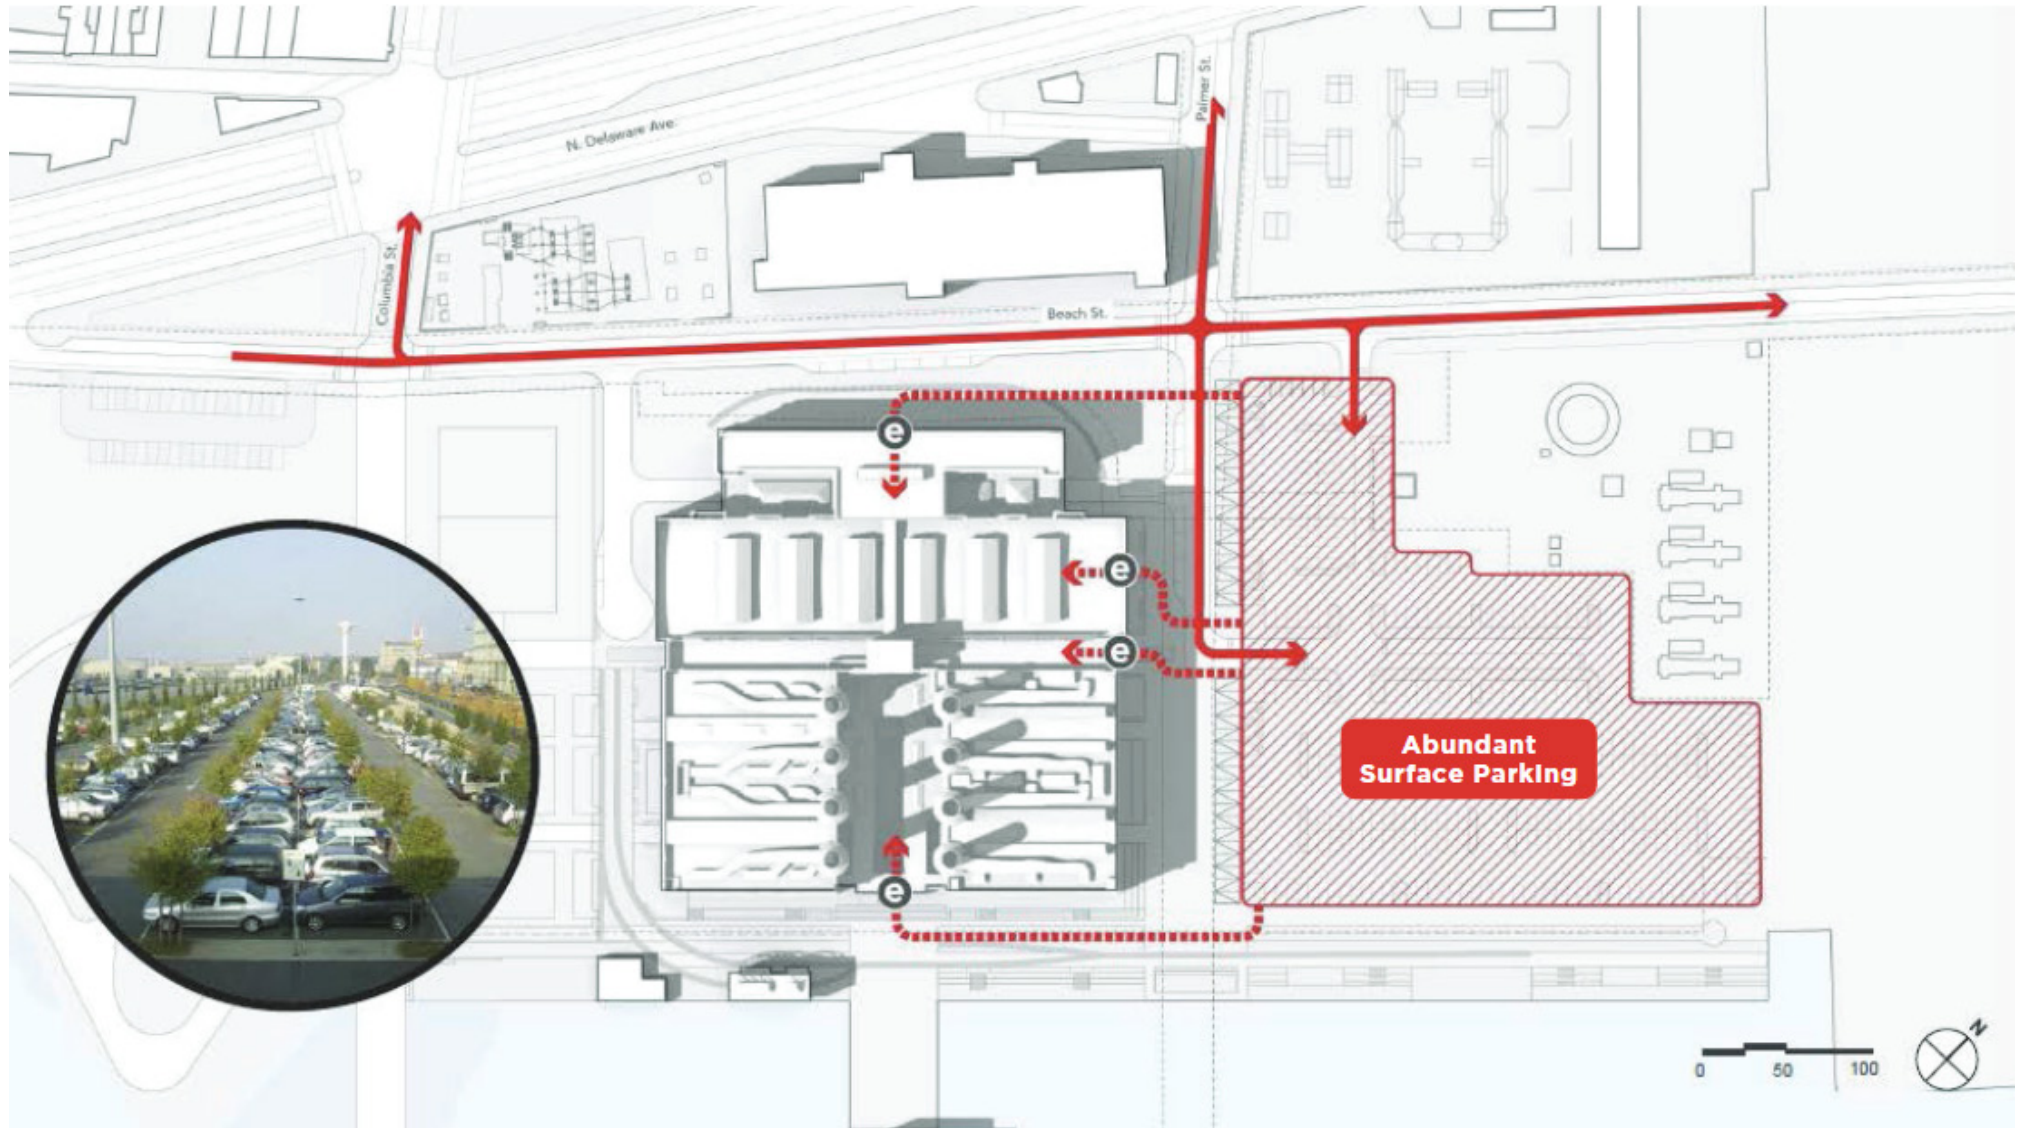 Palmer St.
N. Delaware Ave.
Columbia St.
Beach St.
e
e
e
Abundant
Surface Parking
e
N
0 50 100